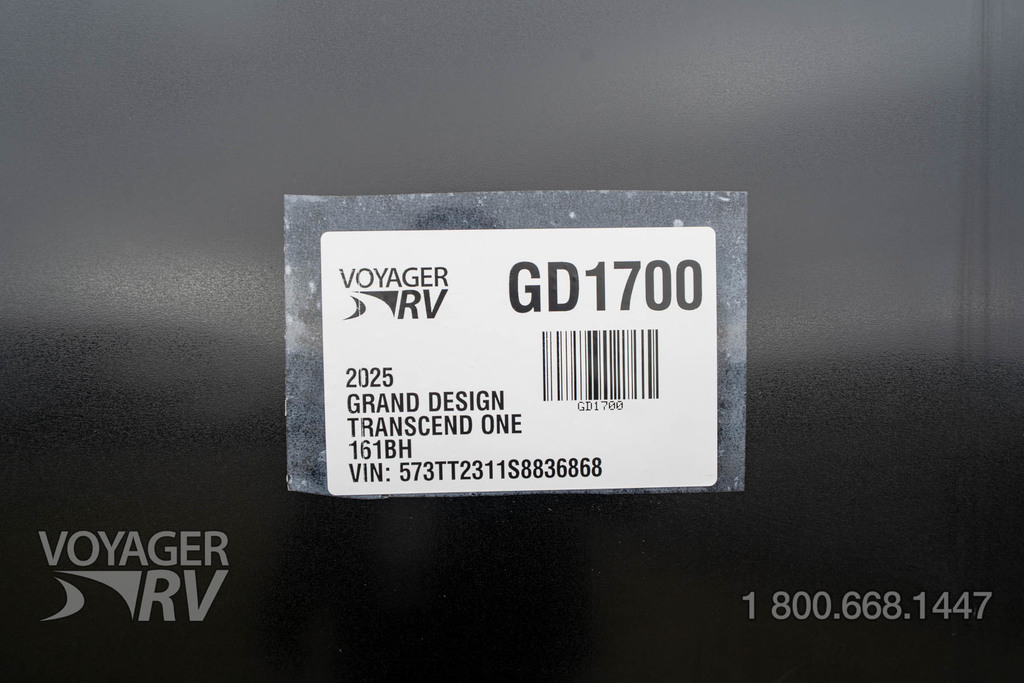 VOYAGER
RV
GD1700
GD1700
2025
GRAND DESIGN
TRANSCEND ONE
161BH
VIN: 573TT2311S8836868
VOYAGER
RV
1 800.668.1447